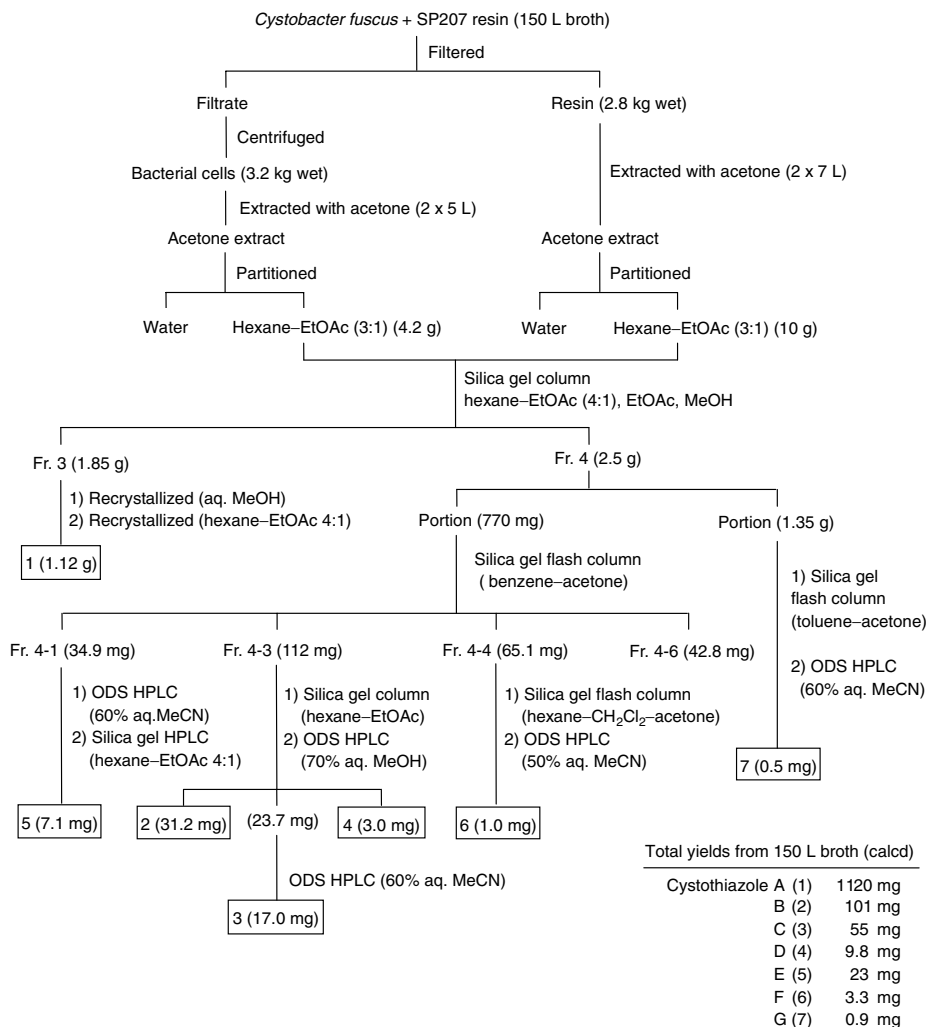 Cystobacter fuscus + SP207 resin (150 L broth)
Filtered
Filtrate
Resin (2.8 kg wet)
Centrifuged
Bacterial cells (3.2 kg wet)
Extracted with acetone (2 x 7 L)
Extracted with acetone (2 x 5 L)
Acetone extract
Acetone extract
Partitioned
Partitioned
Water
Hexane–EtOAc (3:1) (4.2 g)
Water
Hexane–EtOAc (3:1) (10 g)
Silica gel column
hexane–EtOAc (4:1), EtOAc, MeOH
Fr. 3 (1.85 g)
Fr. 4 (2.5 g)
1) Recrystallized (aq. MeOH)
2) Recrystallized (hexane–EtOAc 4:1)
Portion (770 mg)
Portion (1.35 g)
1 (1.12 g)
Silica gel flash column
( benzene–acetone)
1) Silica gel
flash column
(toluene–acetone)
2) ODS HPLC
(60% aq. MeCN)
7 (0.5 mg)
Fr. 4-1 (34.9 mg)
Fr. 4-3 (112 mg)
Fr. 4-4 (65.1 mg)
Fr. 4-6 (42.8 mg)
1) ODS HPLC
(60% aq.MeCN)
2) Silica gel HPLC
(hexane–EtOAc 4:1)
1) Silica gel column
(hexane–EtOAc)
2) ODS HPLC
(70% aq. MeOH)
1) Silica gel flash column
(hexane–CH2Cl2–acetone)
2) ODS HPLC
(50% aq. MeCN)
5 (7.1 mg)
2 (31.2 mg)
(23.7 mg)
4 (3.0 mg)
6 (1.0 mg)
ODS HPLC (60% aq. MeCN)
3 (17.0 mg)
Total yields from 150 L broth (calcd)
Cystothiazole A (1) 1120 mg
B (2) 101 mg
C (3) 55 mg
D (4) 9.8 mg
E (5) 23 mg
F (6) 3.3 mg
G (7) 0.9 mg